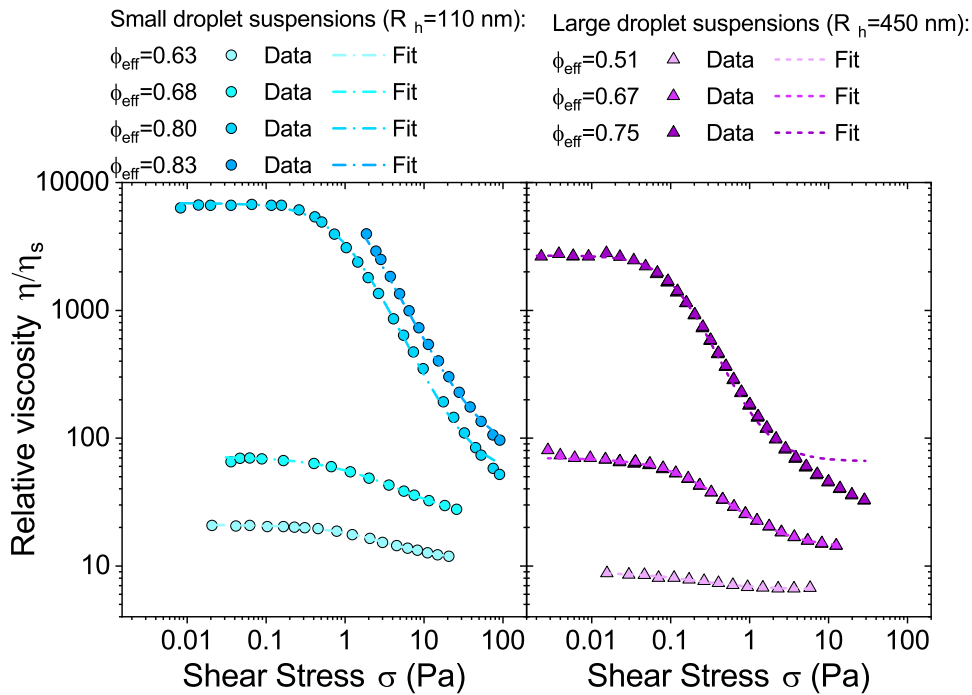 Small droplet suspensions (R h=110 nm):
ϕeff=0.63 Data Fit
ϕeff=0.68 Data Fit
ϕeff=0.80 Data Fit
ϕeff=0.83 Data Fit
Large droplet suspensions (R h=450 nm):
ϕeff=0.51 Data Fit
ϕeff=0.67 Data Fit
ϕeff=0.75 Data Fit
Relative viscosity η/ηs
10000
1000
100
10
0.01 0.1 1 10 100
Shear Stress σ (Pa)
0.01 0.1 1 10 100
Shear Stress σ (Pa)